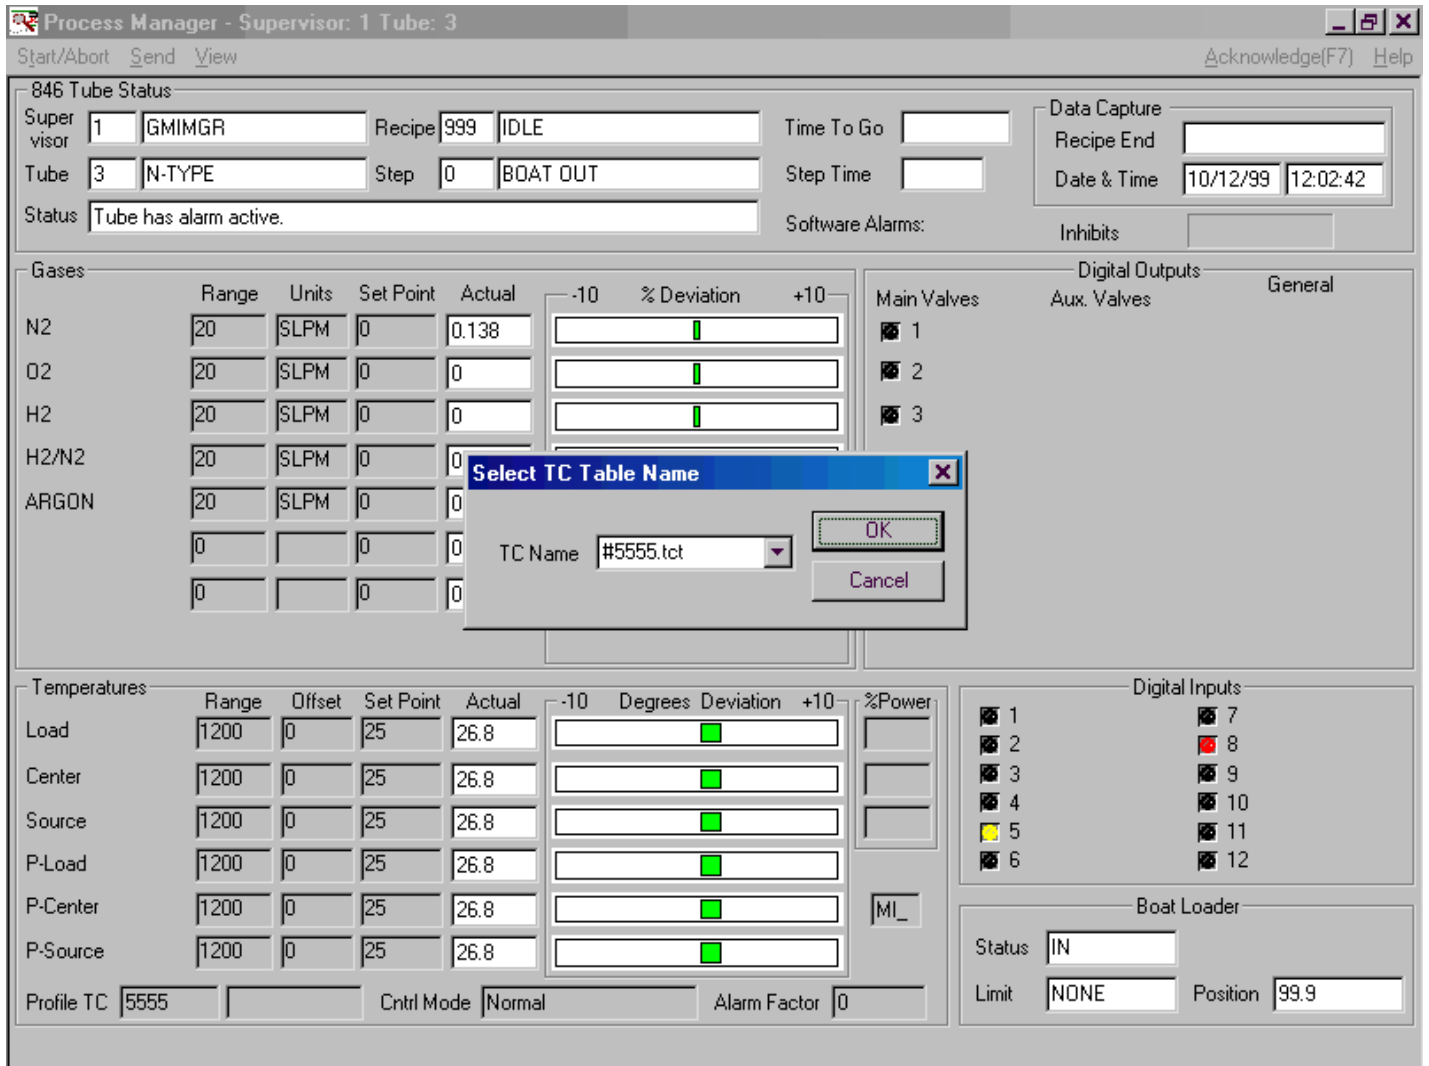 Process Manager - Supervisor: 1 Tube: 3
Start/Abort Send View Acknowledge(F7) Help
846 Tube Status
Super visor 1 GMIMGR Recipe 999 IDLE Time To Go
Data Capture
Recipe End
Tube 3 N-TYPE Step 0 BOAT OUT Step Time
Date & Time 10/12/99 12:02:42
Status Tube has alarm active.
Software Alarms:
Inhibits
Gases
Range Units Set Point Actual -10 % Deviation +10
N2 20 SLPM 0 0.138
O2 20 SLPM 0 0
H2 20 SLPM 0 0
H2/N2 20 SLPM 0 0
ARGON 20 SLPM 0 0
0 0 0
0 0 0
Digital Outputs
Main Valves Aux. Valves General
1
2
3
Select TC Table Name
TC Name #5555.tct
OK
Cancel
Temperatures
Range Offset Set Point Actual -10 Degrees Deviation +10 %Power
Load 1200 0 25 26.8
Center 1200 0 25 26.8
Source 1200 0 25 26.8
P-Load 1200 0 25 26.8
P-Center 1200 0 25 26.8 MI_
P-Source 1200 0 25 26.8
Profile TC 5555 Cntrl Mode Normal Alarm Factor 0
Digital Inputs
1 7
2 8
3 9
4 10
5 11
6 12
Boat Loader
Status IN
Limit NONE Position 99.9